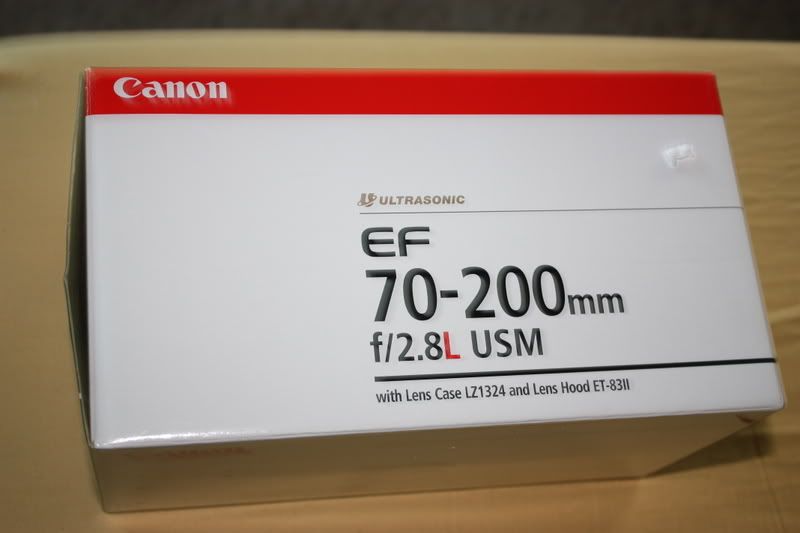 Canon
ULTRASONIC
EF
70-200mm
f/2.8L USM
with Lens Case LZ1324 and Lens Hood ET-83II